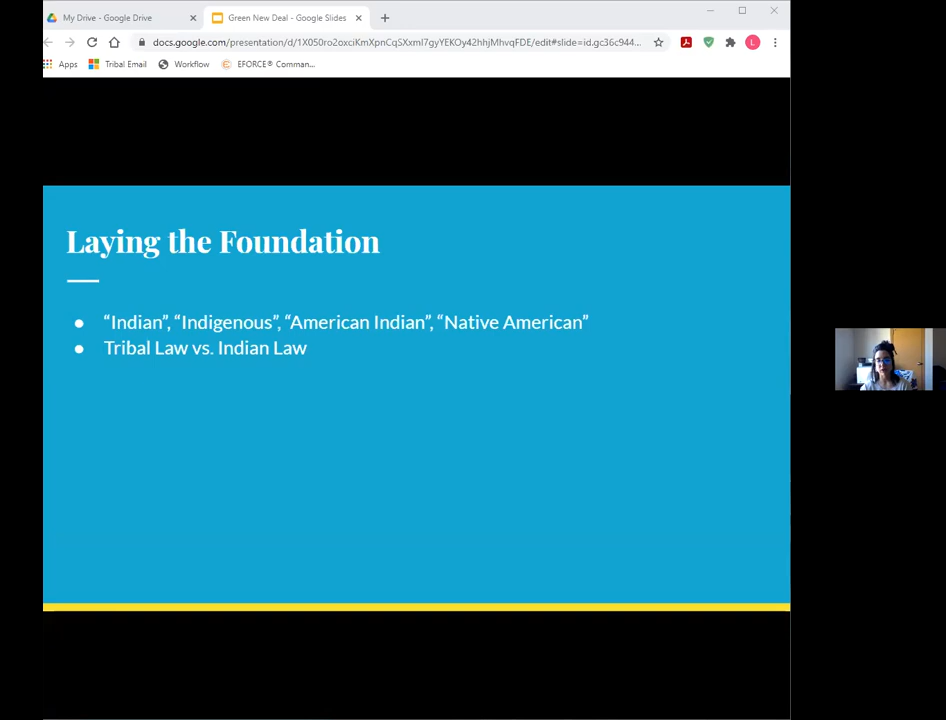 My Drive - Google Drive
Green New Deal - Google Slides
docs.google.com/presentation/d/1X050ro2oxciKmXpnCqSXxml7gyYEKOy42hhjMhvqFDE/edit#slide=id.gc36c944...
L
Apps
Tribal Email
Workflow
EFORCE® Comman...
Laying the Foundation
● “Indian”, “Indigenous”, “American Indian”, “Native American”
● Tribal Law vs. Indian Law